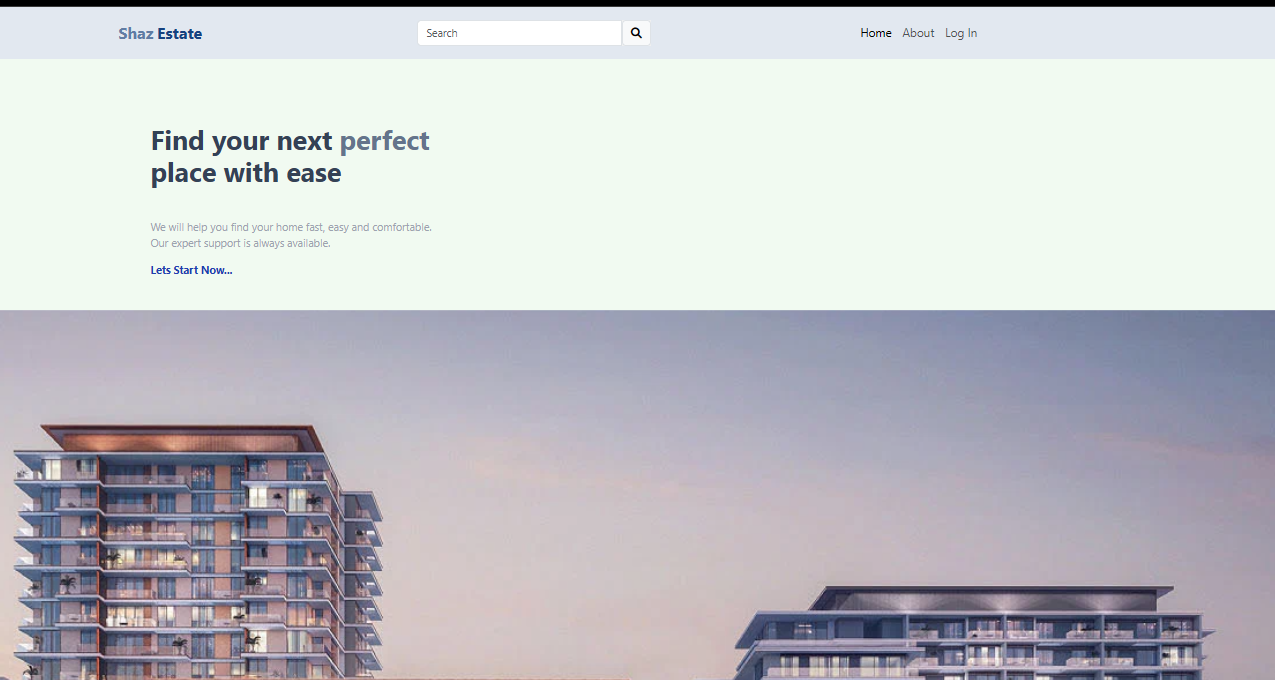 Shaz Estate
Search
Home About Log In
Find your next perfect
place with ease
We will help you find your home fast, easy and comfortable.
Our expert support is always available.
Lets Start Now...